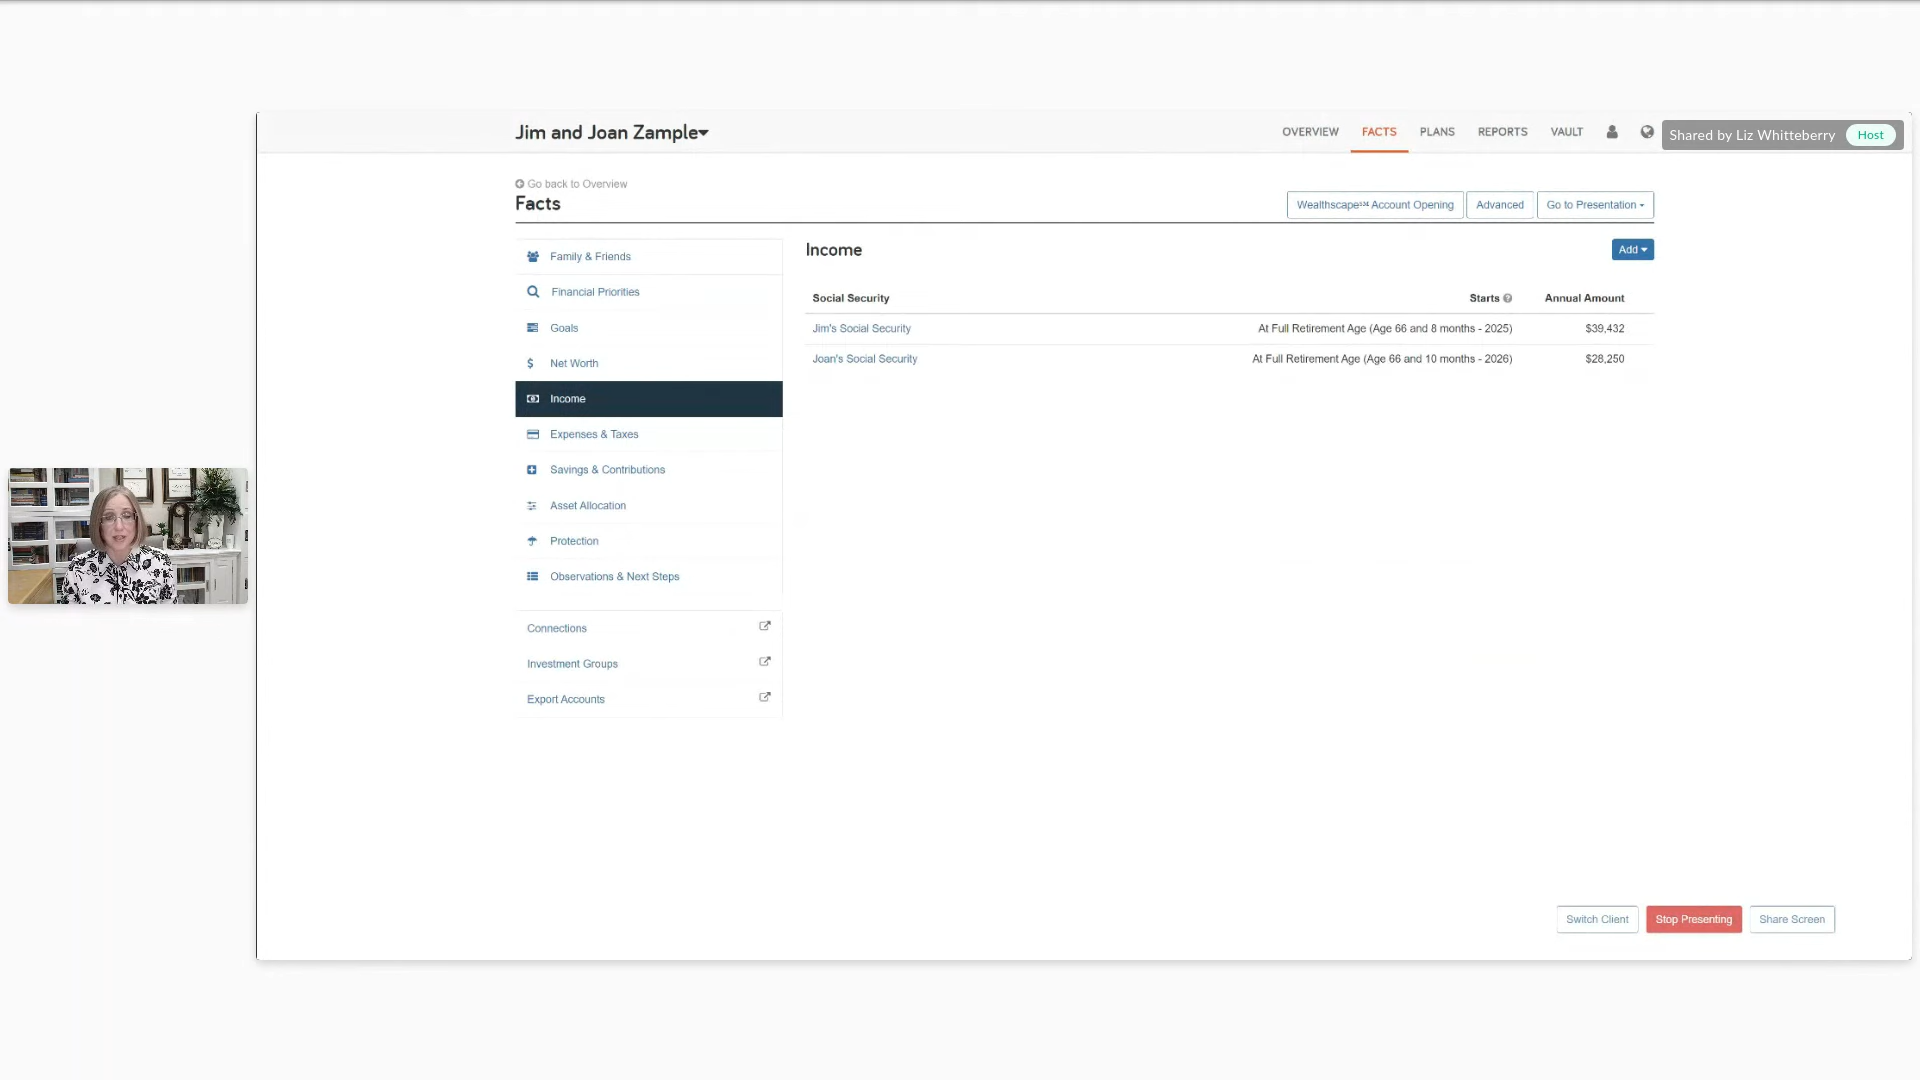 Jim and Joan Zample
OVERVIEW FACTS PLANS REPORTS VAULT
Shared by Liz Whitteberry Host
Go back to Overview
Facts
Wealthscape℠ Account Opening Advanced Go to Presentation
Family & Friends
Financial Priorities
Goals
Net Worth
Income
Expenses & Taxes
Savings & Contributions
Asset Allocation
Protection
Observations & Next Steps
Connections
Investment Groups
Export Accounts
Income Add
Social Security Starts Annual Amount
Jim's Social Security At Full Retirement Age (Age 66 and 8 months - 2025) $39,432
Joan's Social Security At Full Retirement Age (Age 66 and 10 months - 2026) $28,250
Switch Client Stop Presenting Share Screen